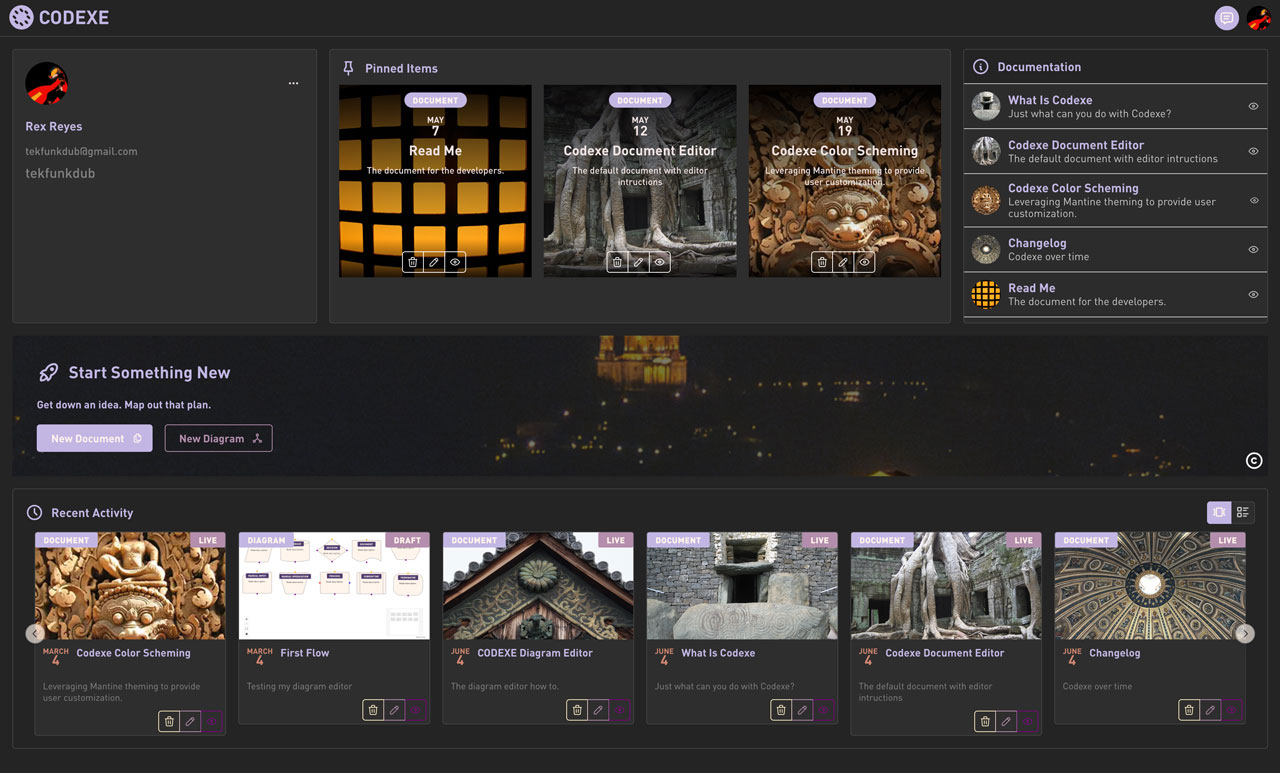 CODEXE
Rex Reyes
tekfunkdub@gmail.com
tekfunkdub
Pinned Items
DOCUMENT
MAY
7
Read Me
The document for the developers.
DOCUMENT
MAY
12
Codexe Document Editor
The default document with editor
intructions
DOCUMENT
MAY
19
Codexe Color Scheming
Leveraging Mantine theming to provide
user customization.
Documentation
What Is Codexe
Just what can you do with Codexe?
Codexe Document Editor
The default document with editor intructions
Codexe Color Scheming
Leveraging Mantine theming to provide user
customization.
Changelog
Codexe over time
Read Me
The document for the developers.
Start Something New
Get down an idea. Map out that plan.
New Document
New Diagram
Recent Activity
DOCUMENT LIVE
MARCH
4
Codexe Color Scheming
Leveraging Mantine theming to provide
user customization.
DIAGRAM DRAFT
MARCH
4
First Flow
Testing my diagram editor
DOCUMENT LIVE
JUNE
4
CODEXE Diagram Editor
The diagram editor how to.
DOCUMENT LIVE
JUNE
4
What Is Codexe
Just what can you do with Codexe?
DOCUMENT LIVE
JUNE
4
Codexe Document Editor
The default document with editor
intructions
DOCUMENT LIVE
JUNE
4
Changelog
Codexe over time